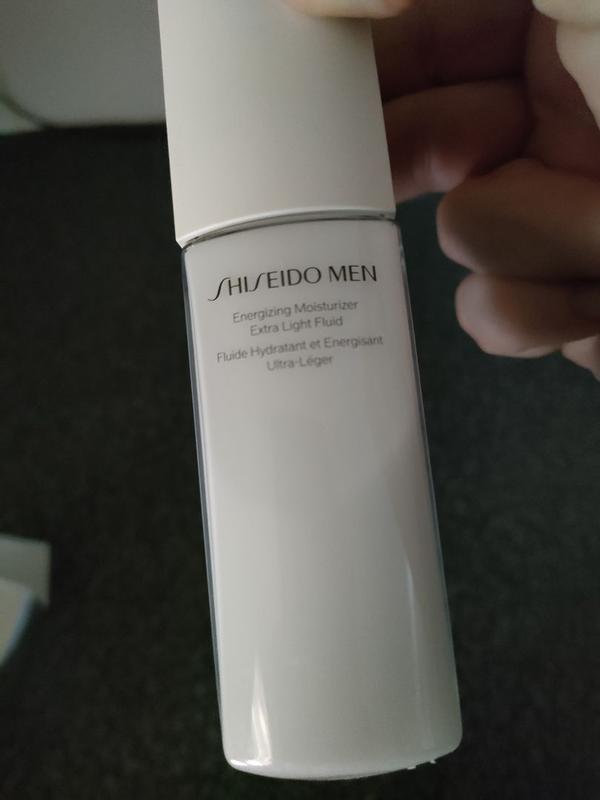 SHISEIDO MEN
Energizing Moisturizer
Extra Light Fluid
Fluide Hydratant et Energisant
Ultra-Léger